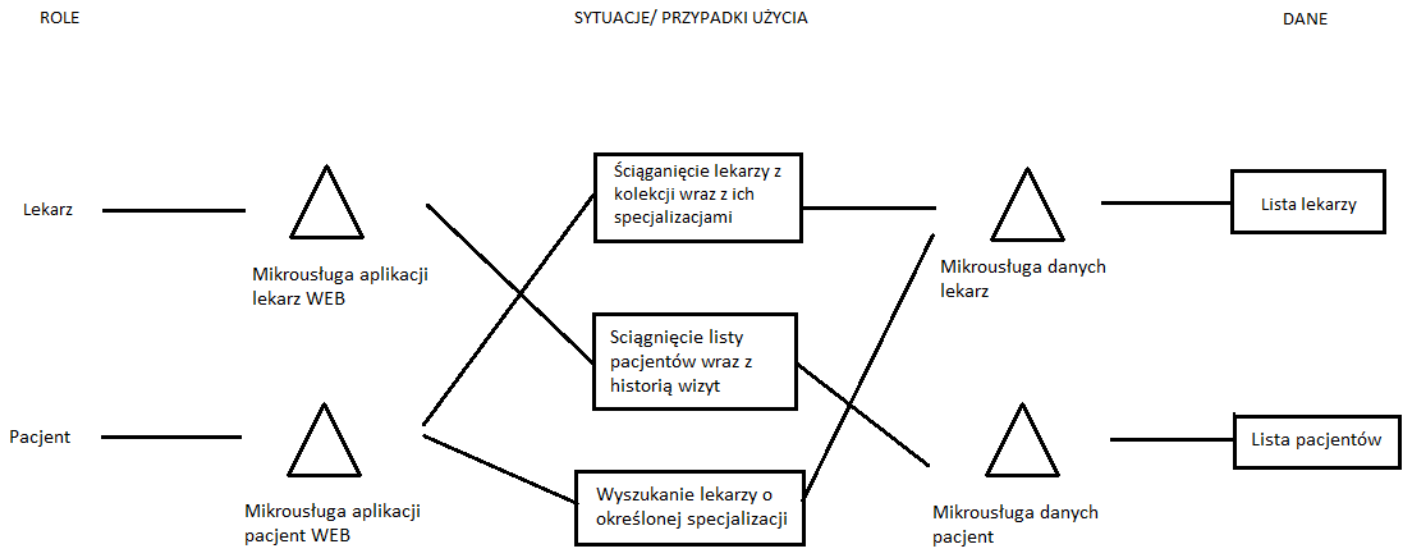 ROLE
SYTUACJE/ PRZYPADKI UŻYCIA
DANE
Lekarz
Mikrousługa aplikacji
lekarz WEB
Ściąganięcie lekarzy z
kolekcji wraz z ich
specjalizacjami
Mikrousługa danych
lekarz
Lista lekarzy
Sciągnięcie listy
pacjentów wraz z
historią wizyt
Pacjent
Mikrousługa aplikacji
pacjent WEB
Wyszukanie lekarzy o
określonej specjalizacji
Mikrousługa danych
pacjent
Lista pacjentów